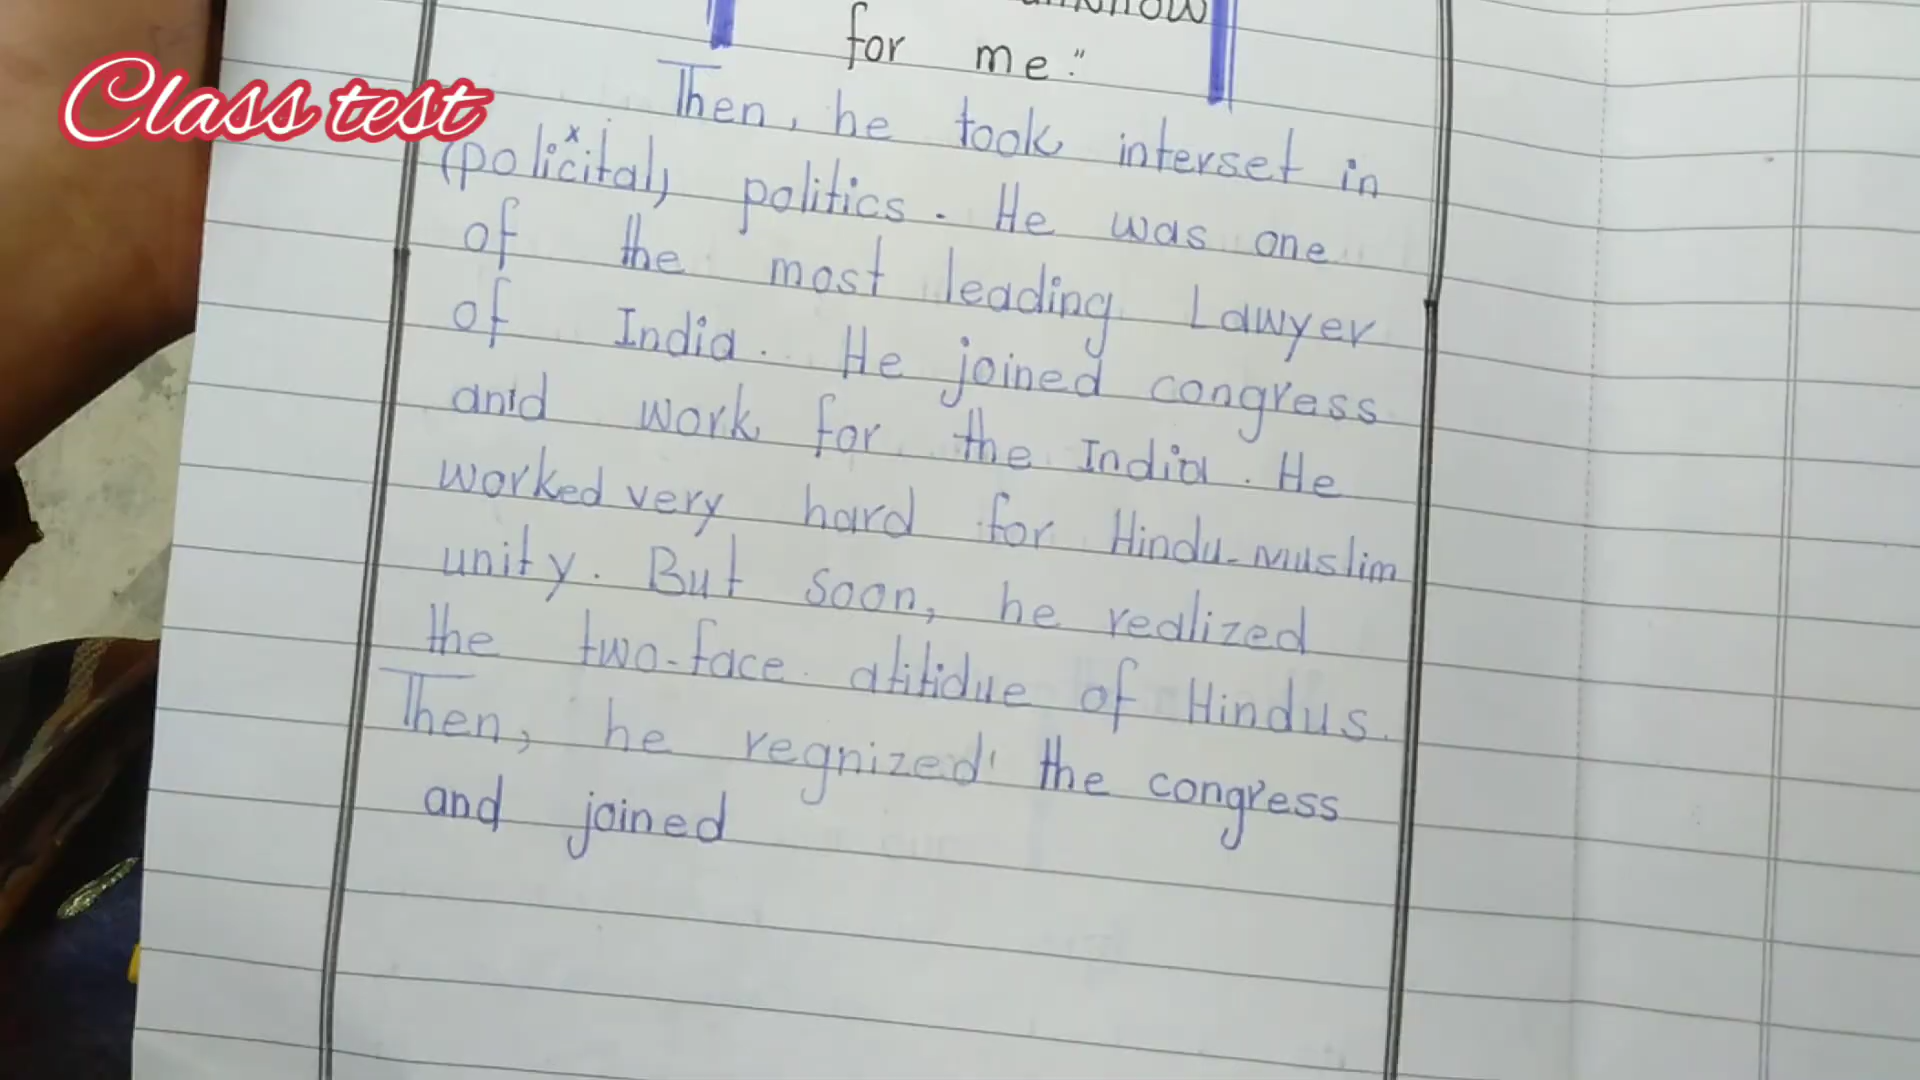 Class test
for me."
Then, he took interset in
(policital) politics. He was one
of the most leading Lawyer
of India. He joined congress
and work for the India. He
worked very hard for Hindu-Muslim
unity. But soon, he realized
the two-face atitidue of Hindus.
Then, he regnized the congress
and joined